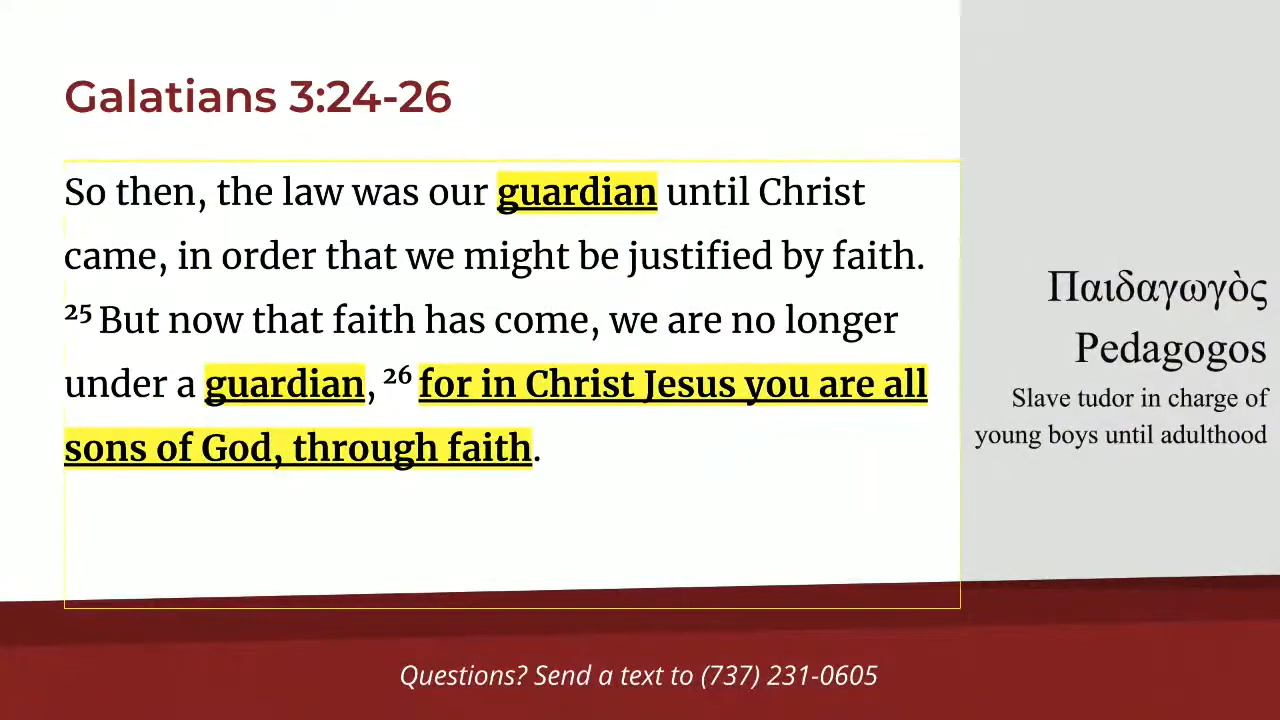 Galatians 3:24-26
So then, the law was our guardian until Christ
came, in order that we might be justified by faith.
²⁵ But now that faith has come, we are no longer
under a guardian, ²⁶ for in Christ Jesus you are all
sons of God, through faith.
Παιδαγωγὸς
Pedagogos
Slave tudor in charge of
young boys until adulthood
Questions? Send a text to (737) 231-0605